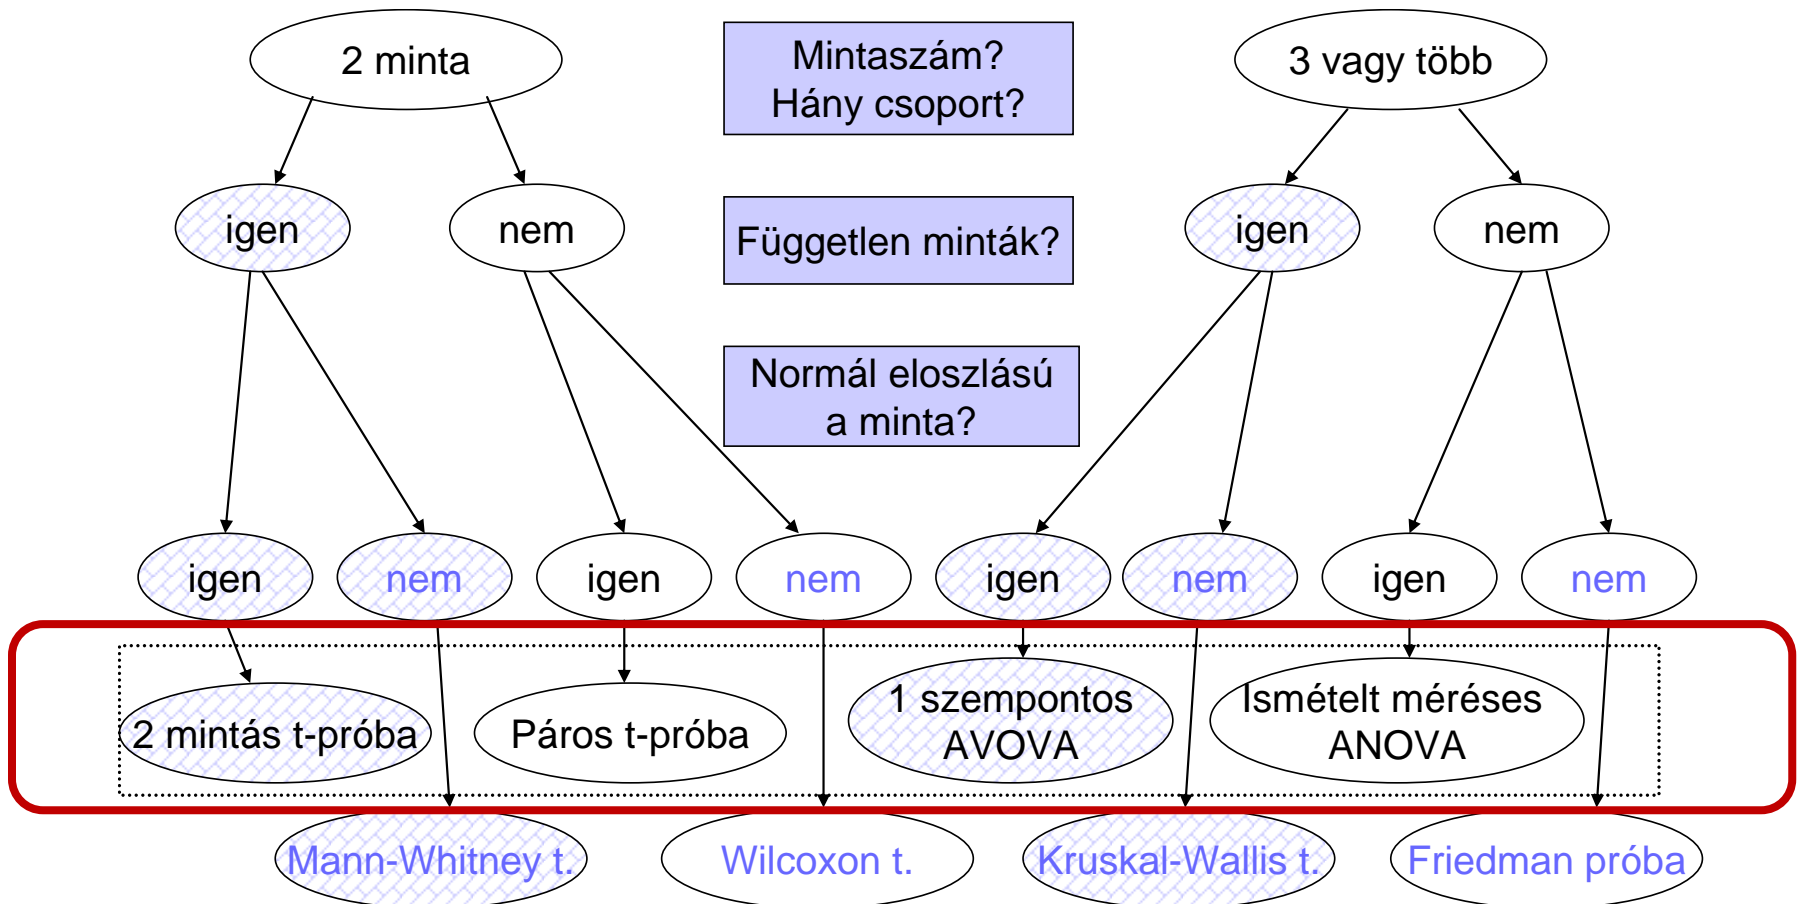 2 minta
Mintaszám?
Hány csoport?
3 vagy több
igen
nem
Független minták?
igen
nem
Normál eloszlású
a minta?
igen
nem
igen
nem
igen
nem
igen
nem
2 mintás t-próba
Páros t-próba
1 szempontos
AVOVA
Ismételt méréses
ANOVA
Mann-Whitney t.
Wilcoxon t.
Kruskal-Wallis t.
Friedman próba